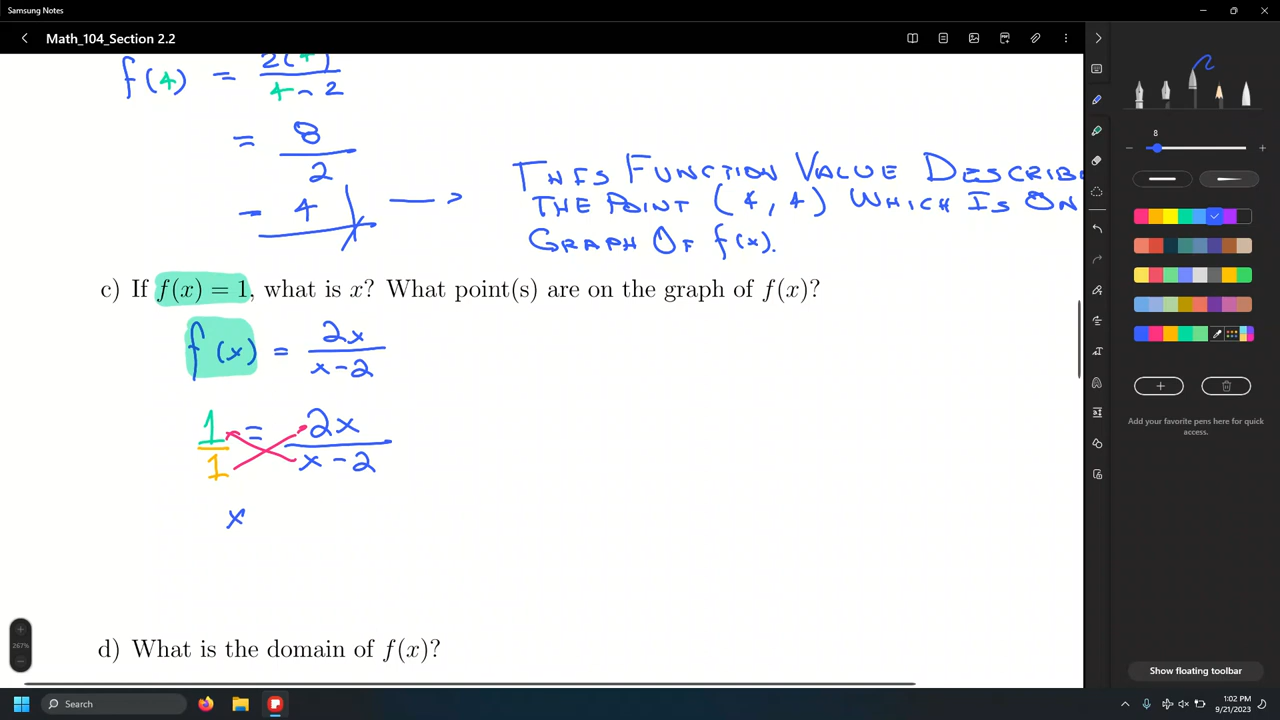 Samsung Notes
Math_104_Section 2.2
f(4) = 2(4)
4 - 2
= 8
2
= 4
THIS FUNCTION VALUE DESCRIBE
THE POINT (4, 4) WHICH IS ON
GRAPH OF f(x).
c) If f(x) = 1, what is x? What point(s) are on the graph of f(x)?
f(x) = 2x
x-2
1 = 2x
1 x-2
x
d) What is the domain of f(x)?
8
Add your favorite pens here for quick
access.
267%
Show floating toolbar
Search
1:02 PM
9/21/2023